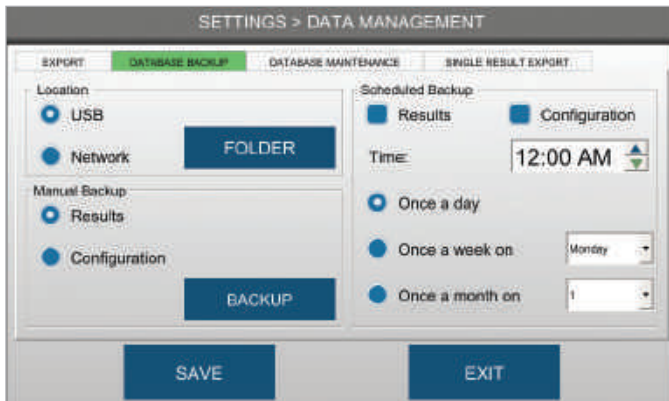 SETTINGS > DATA MANAGEMENT
EXPORT DATABASE BACKUP DATABASE MAINTENANCE SINGLE RESULT EXPORT
Location
USB
Network
FOLDER
Manual Backup
Results
Configuration
BACKUP
Scheduled Backup
Results Configuration
Time: 12:00 AM
Once a day
Once a week on Monday
Once a month on 1
SAVE EXIT